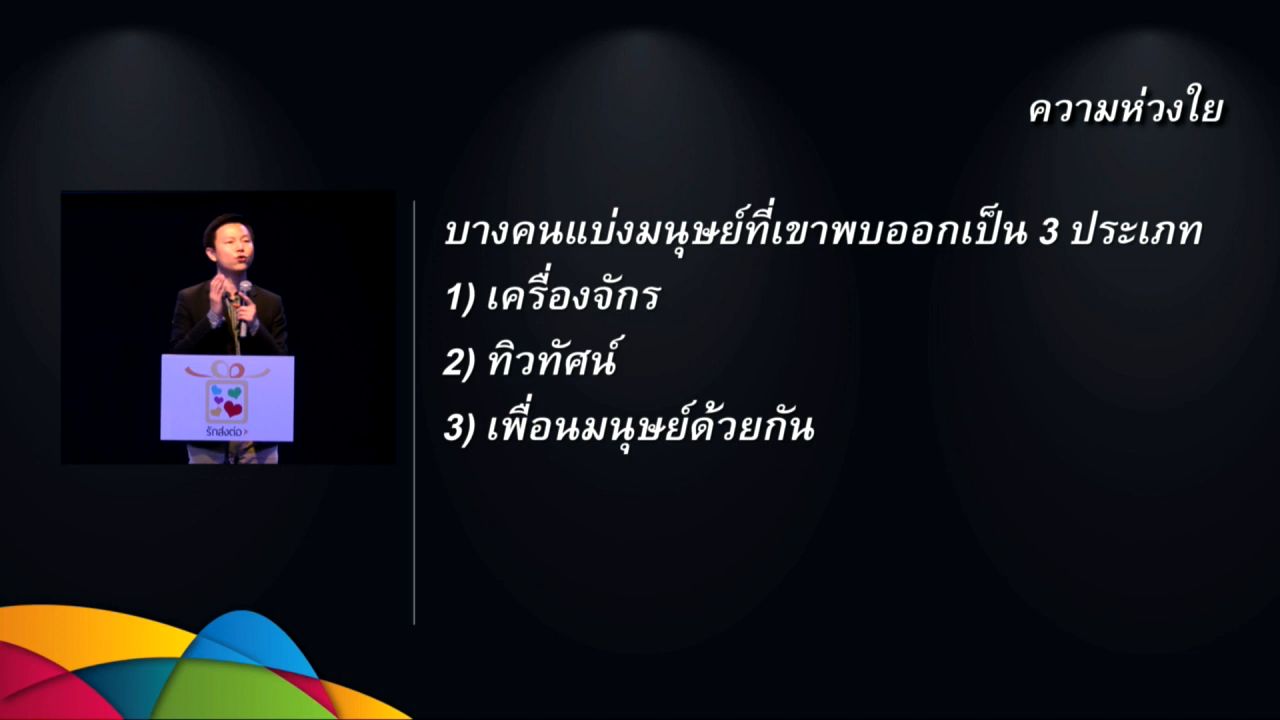 ความห่วงใย
บางคนแบ่งมนุษย์ที่เขาพบออกเป็น 3 ประเภท
1) เครื่องจักร
2) ทิวทัศน์
3) เพื่อนมนุษย์ด้วยกัน
รักส่งต่อ